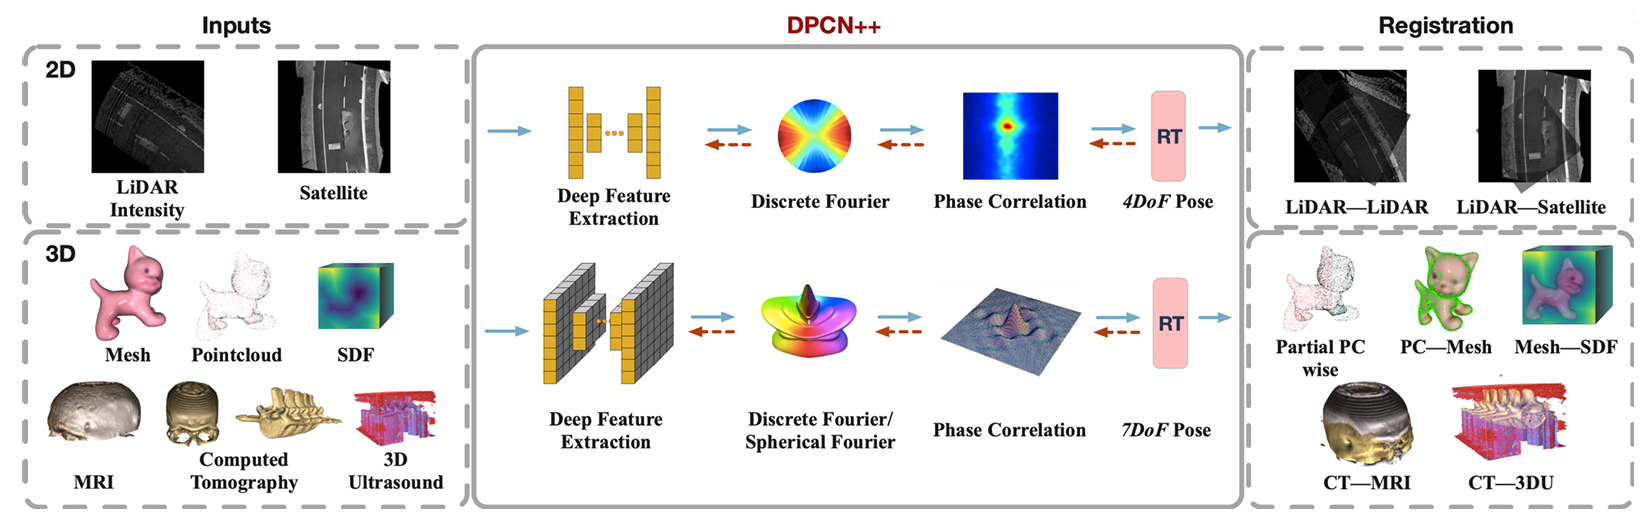 Inputs
DPCN++
Registration
2D
LiDAR
Intensity
Satellite
Deep Feature
Extraction
Discrete Fourier
Phase Correlation
RT
4DoF Pose
LiDAR—LiDAR
LiDAR—Satellite
3D
Mesh
Pointcloud
SDF
MRI
Computed
Tomography
3D
Ultrasound
Deep Feature
Extraction
Discrete Fourier/
Spherical Fourier
Phase Correlation
RT
7DoF Pose
Partial PC
wise
PC—Mesh
Mesh—SDF
CT—MRI
CT—3DU